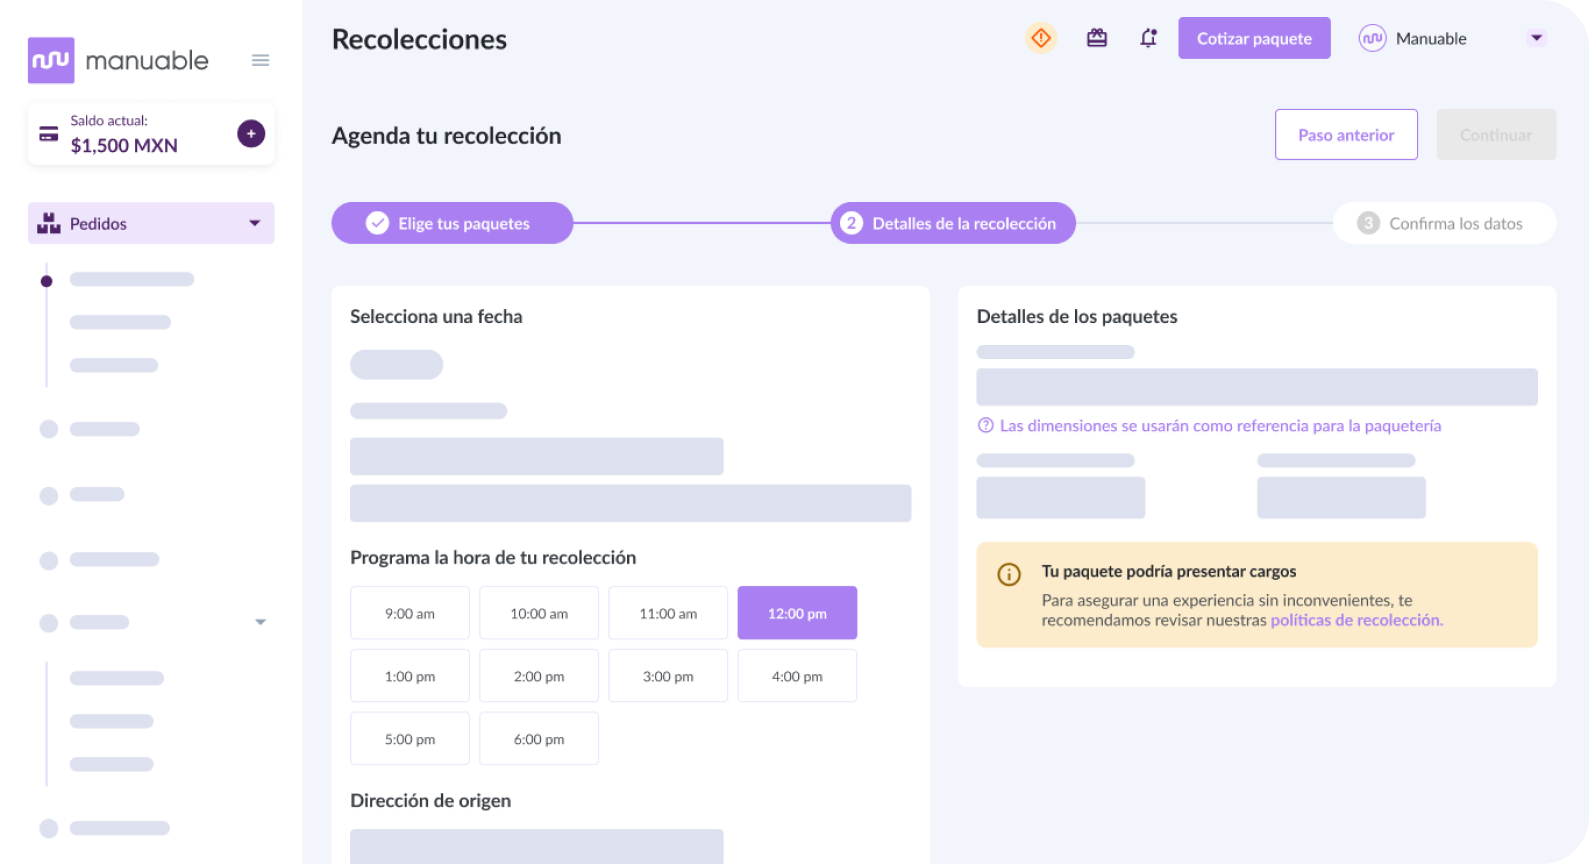 manuable
Saldo actual:
$1,500 MXN
+
Pedidos
Recolecciones
Cotizar paquete
Manuable
Agenda tu recolección
Paso anterior
Continuar
Elige tus paquetes
2 Detalles de la recolección
3 Confirma los datos
Selecciona una fecha
Programa la hora de tu recolección
9:00 am
10:00 am
11:00 am
12:00 pm
1:00 pm
2:00 pm
3:00 pm
4:00 pm
5:00 pm
6:00 pm
Dirección de origen
Detalles de los paquetes
Las dimensiones se usarán como referencia para la paquetería
Tu paquete podría presentar cargos
Para asegurar una experiencia sin inconvenientes, te
recomendamos revisar nuestras políticas de recolección.